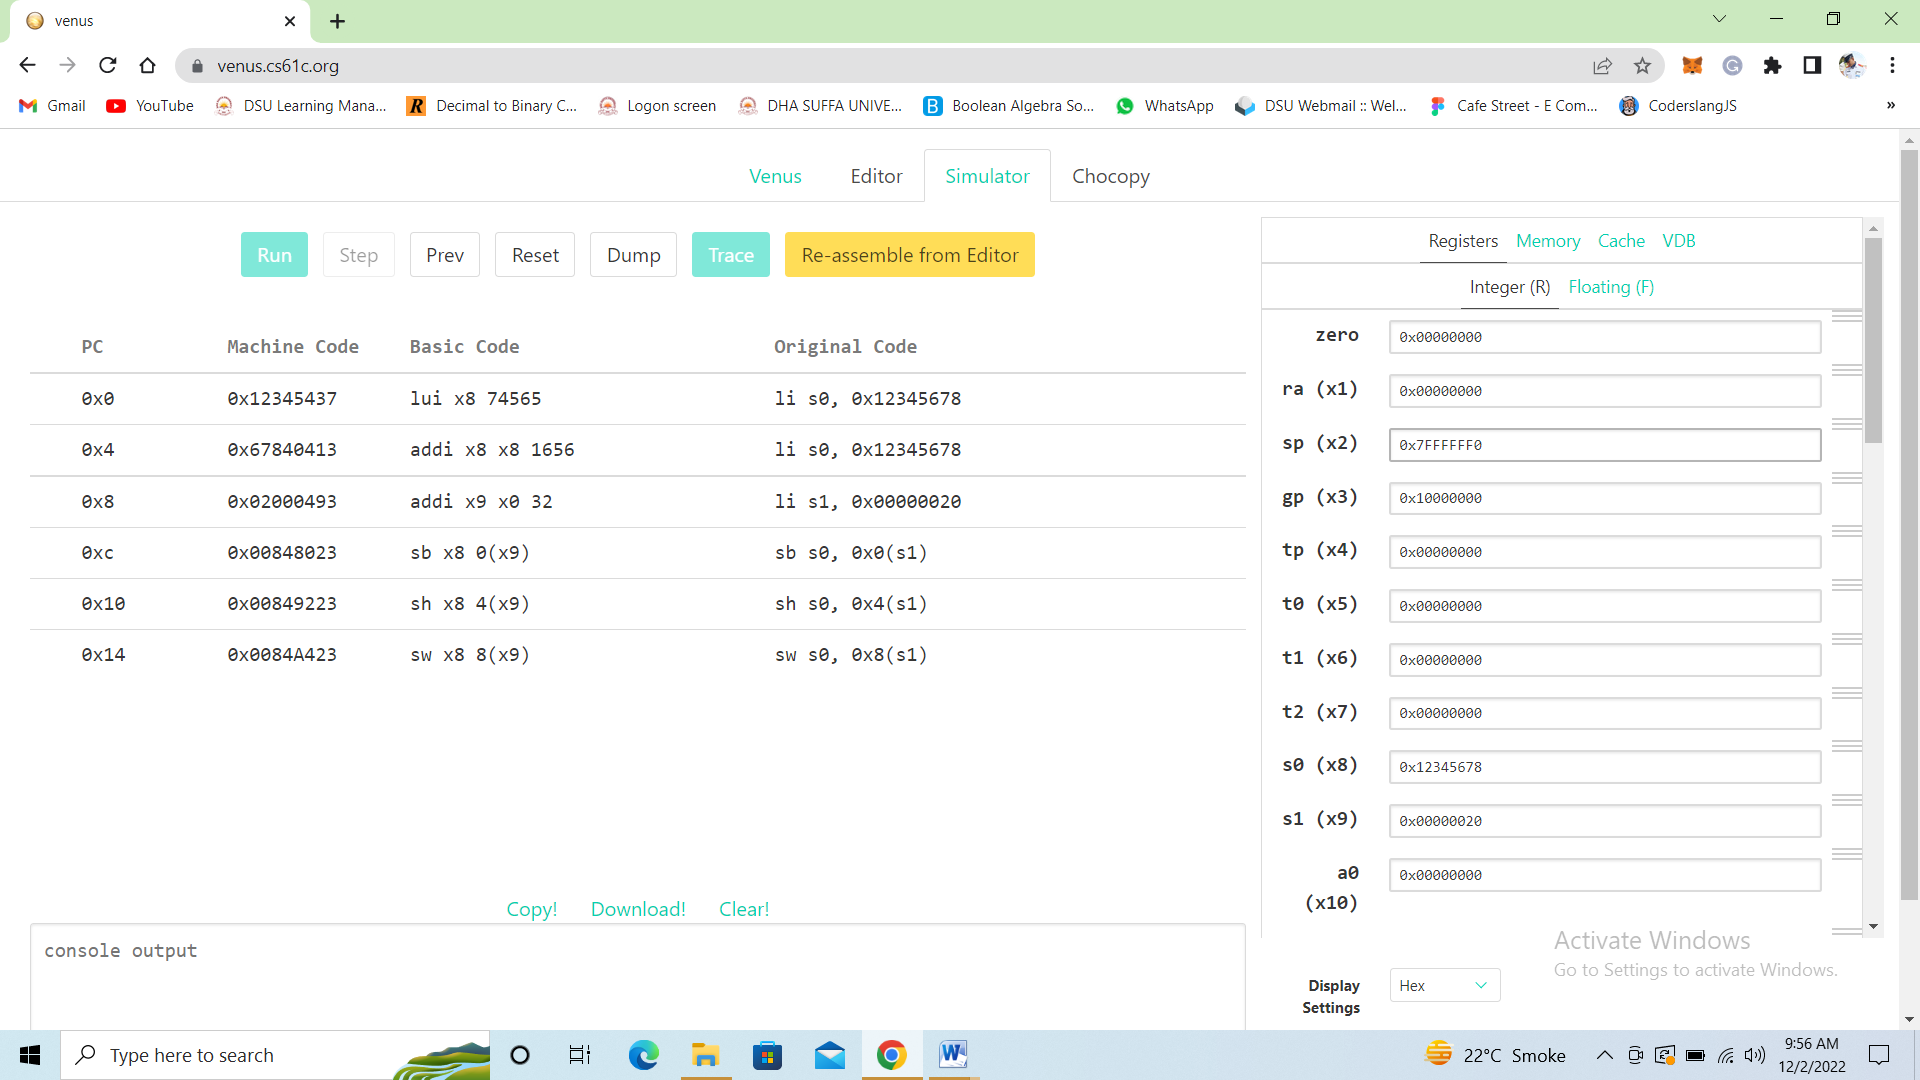 venus
venus.cs61c.org
Gmail YouTube DSU Learning Mana... Decimal to Binary C... Logon screen DHA SUFFA UNIVE... Boolean Algebra So... WhatsApp DSU Webmail :: Wel... Cafe Street - E Com... CoderslangJS »
Venus Editor Simulator Chocopy
Run Step Prev Reset Dump Trace Re-assemble from Editor
PC Machine Code Basic Code Original Code
0x0 0x12345437 lui x8 74565 li s0, 0x12345678
0x4 0x67840413 addi x8 x8 1656 li s0, 0x12345678
0x8 0x02000493 addi x9 x0 32 li s1, 0x00000020
0xc 0x00848023 sb x8 0(x9) sb s0, 0x0(s1)
0x10 0x00849223 sh x8 4(x9) sh s0, 0x4(s1)
0x14 0x0084A423 sw x8 8(x9) sw s0, 0x8(s1)
Copy! Download! Clear!
console output
Registers Memory Cache VDB
Integer (R) Floating (F)
zero 0x00000000
ra (x1) 0x00000000
sp (x2) 0x7FFFFFF0
gp (x3) 0x10000000
tp (x4) 0x00000000
t0 (x5) 0x00000000
t1 (x6) 0x00000000
t2 (x7) 0x00000000
s0 (x8) 0x12345678
s1 (x9) 0x00000020
a0 0x00000000
(x10)
Activate Windows
Go to Settings to activate Windows.
Display Hex
Settings
Type here to search
22°C Smoke
9:56 AM
12/2/2022